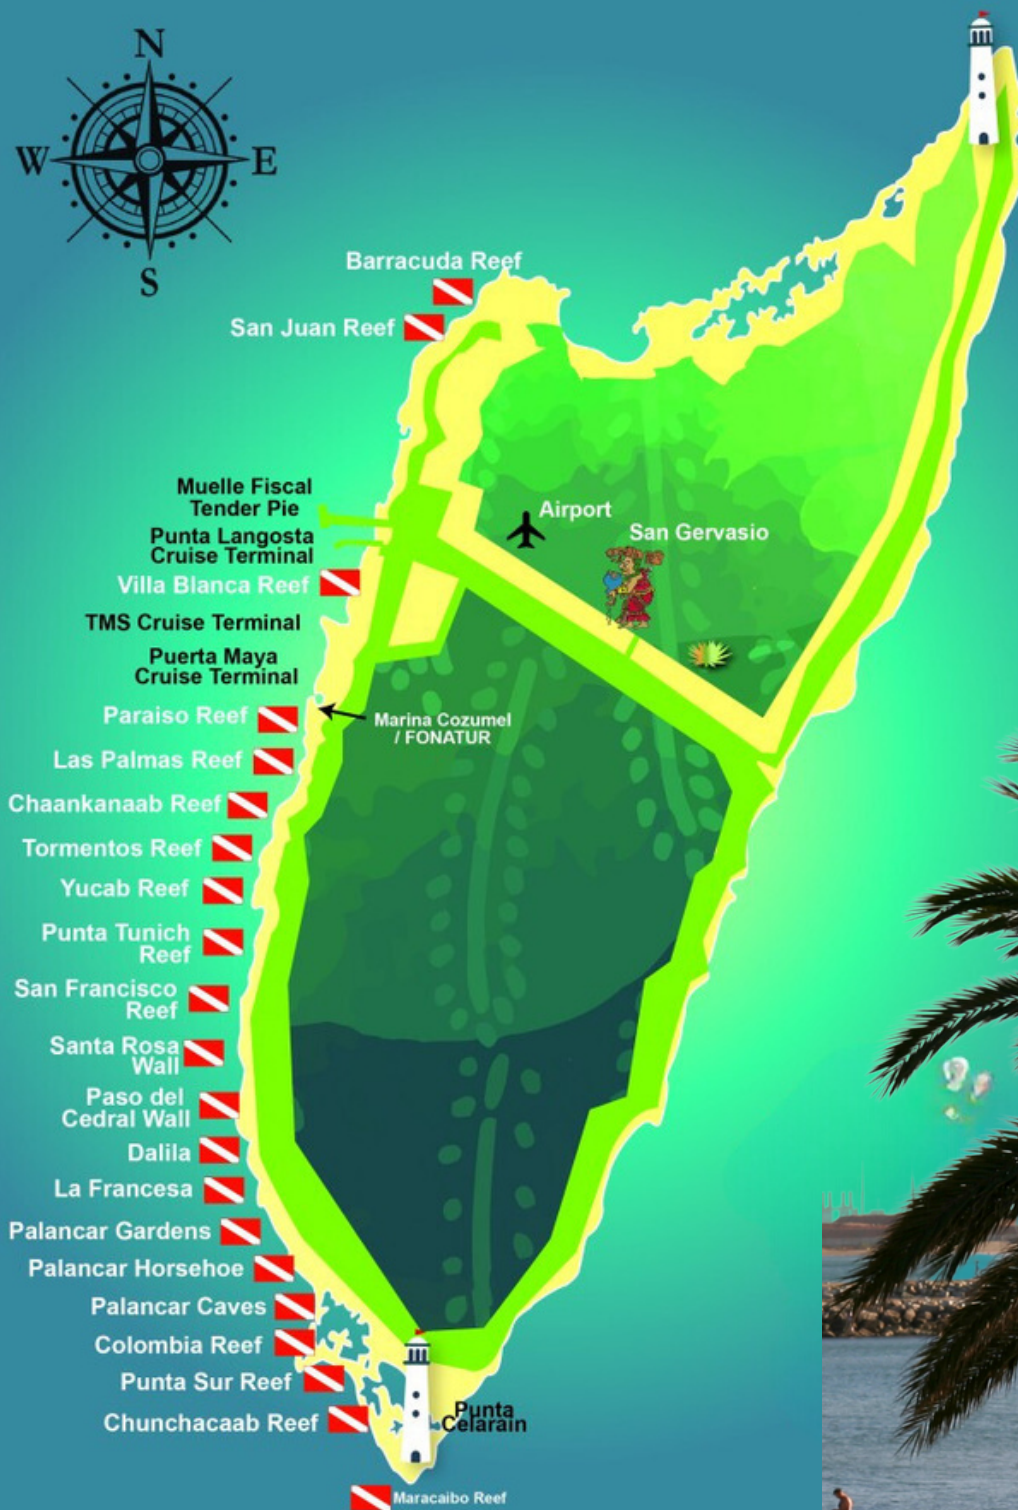 N
W
E
S
Barracuda Reef
San Juan Reef
Muelle Fiscal
Tender Pie
Punta Langosta
Cruise Terminal
Airport
San Gervasio
Villa Blanca Reef
TMS Cruise Terminal
Puerta Maya
Cruise Terminal
Paraiso Reef
Marina Cozumel
/ FONATUR
Las Palmas Reef
Chaankanaab Reef
Tormentos Reef
Yucab Reef
Punta Tunich
Reef
San Francisco
Reef
Santa Rosa
Wall
Paso del
Cedral Wall
Dalila
La Francesa
Palancar Gardens
Palancar Horsehoe
Palancar Caves
Colombia Reef
Punta Sur Reef
Chunchacaab Reef
Punta
Celarain
Maracaibo Reef